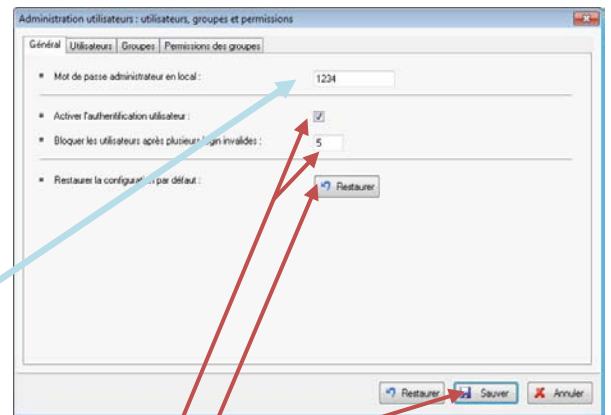 Administration utilisateurs : utilisateurs, groupes et permissions
Général Utilisateurs Groupes Permissions des groupes
Mot de passe administrateur en local : 1234
Activer l'authentification utilisateur :
Bloquer les utilisateurs après plusieurs login invalides : 5
Restaurer la configuration par défaut : Restaurer
Restaurer Sauver Annuler